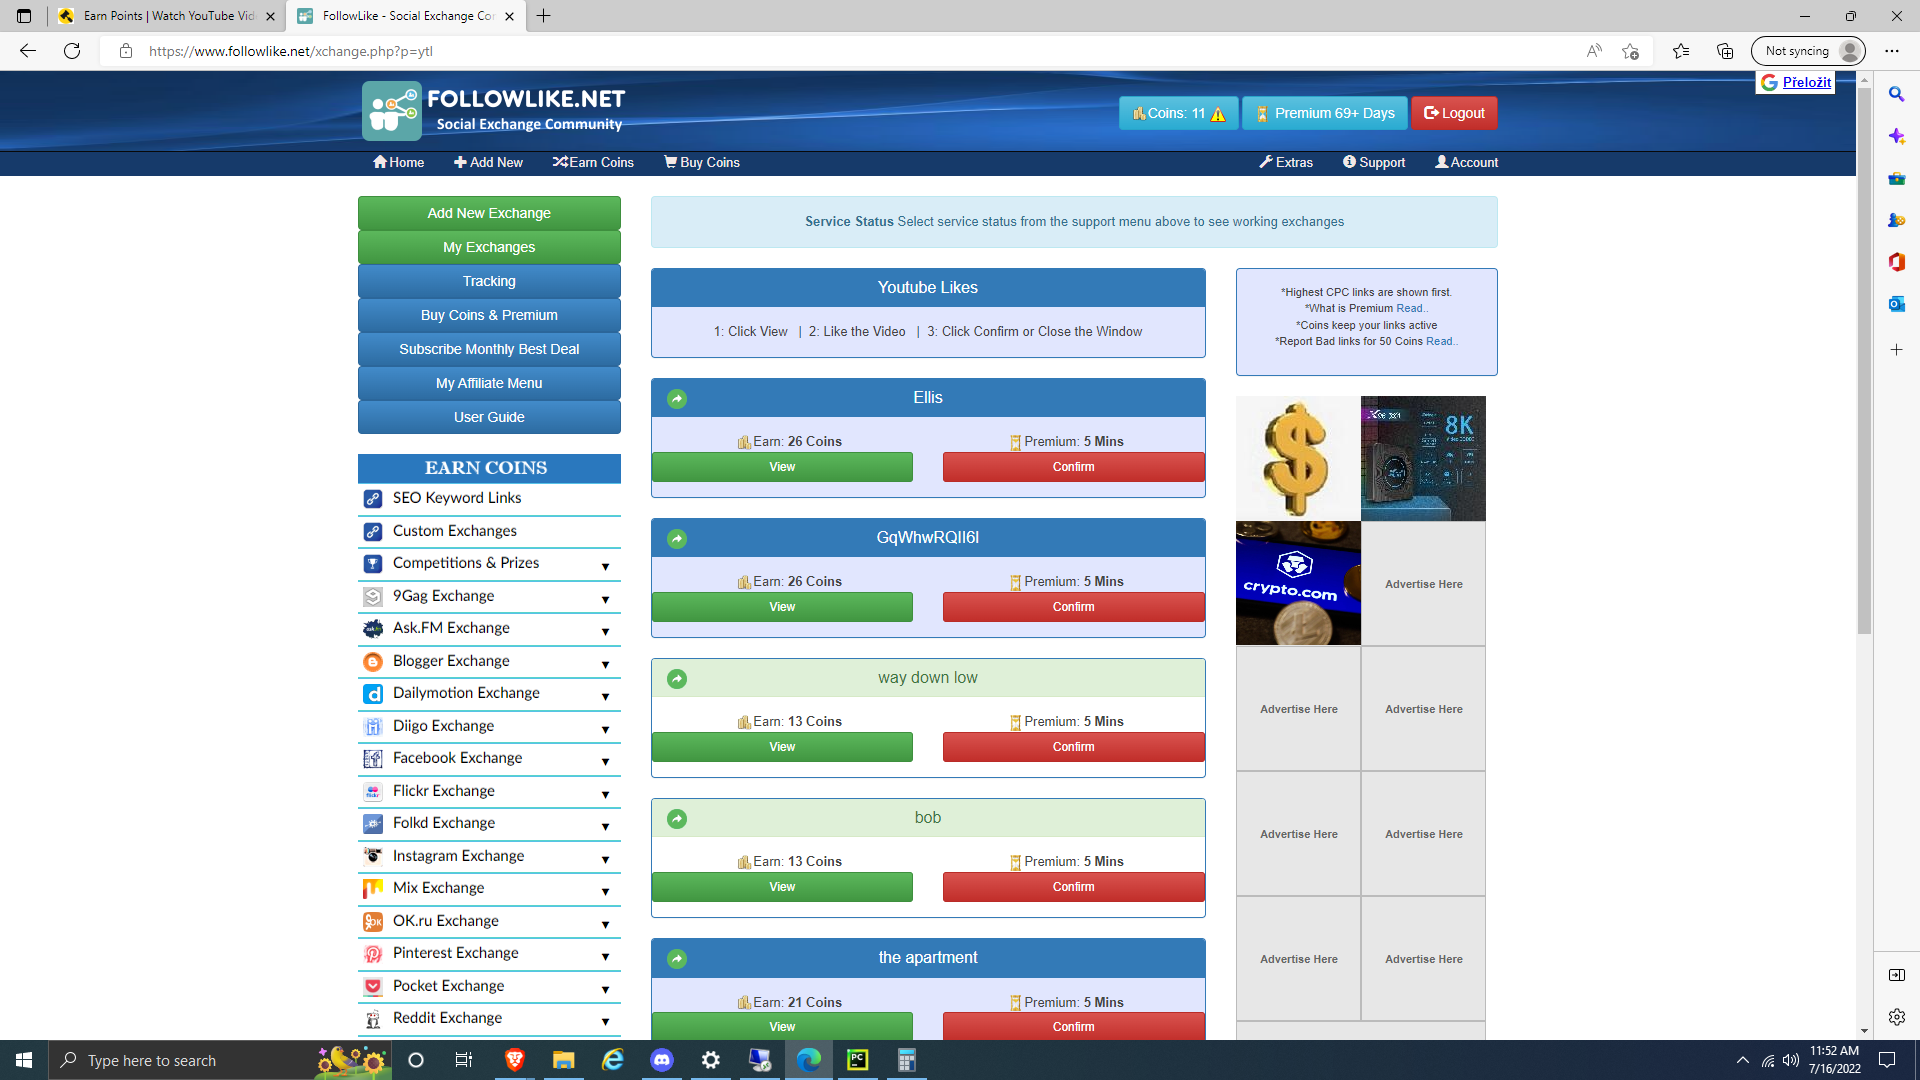 Earn Points | Watch YouTube Vid
FollowLike - Social Exchange Co
https://www.followlike.net/xchange.php?p=ytl
Not syncing
Přeložit
FOLLOWLIKE.NET
Social Exchange Community
Coins: 11
Premium 69+ Days
Logout
Home
Add New
Earn Coins
Buy Coins
Extras
Support
Account
Add New Exchange
My Exchanges
Tracking
Buy Coins & Premium
Subscribe Monthly Best Deal
My Affiliate Menu
User Guide
EARN COINS
SEO Keyword Links
Custom Exchanges
Competitions & Prizes
9Gag Exchange
Ask.FM Exchange
Blogger Exchange
Dailymotion Exchange
Diigo Exchange
Facebook Exchange
Flickr Exchange
Folkd Exchange
Instagram Exchange
Mix Exchange
OK.ru Exchange
Pinterest Exchange
Pocket Exchange
Reddit Exchange
Service Status Select service status from the support menu above to see working exchanges
Youtube Likes
1: Click View | 2: Like the Video | 3: Click Confirm or Close the Window
Ellis
Earn: 26 Coins
Premium: 5 Mins
View
Confirm
GqWhwRQII6I
Earn: 26 Coins
Premium: 5 Mins
View
Confirm
way down low
Earn: 13 Coins
Premium: 5 Mins
View
Confirm
bob
Earn: 13 Coins
Premium: 5 Mins
View
Confirm
the apartment
Earn: 21 Coins
Premium: 5 Mins
View
Confirm
*Highest CPC links are shown first.
*What is Premium Read..
*Coins keep your links active
*Report Bad links for 50 Coins Read..
8K
crypto.com
Advertise Here
Advertise Here
Advertise Here
Advertise Here
Advertise Here
Advertise Here
Advertise Here
Type here to search
11:52 AM
7/16/2022